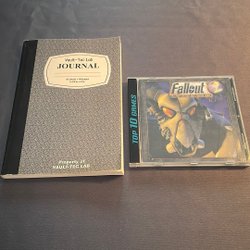 Vault-Tec Lab
JOURNAL
Property of
VAULT-TEC LAB
Fallout
TOP 10 GAMES